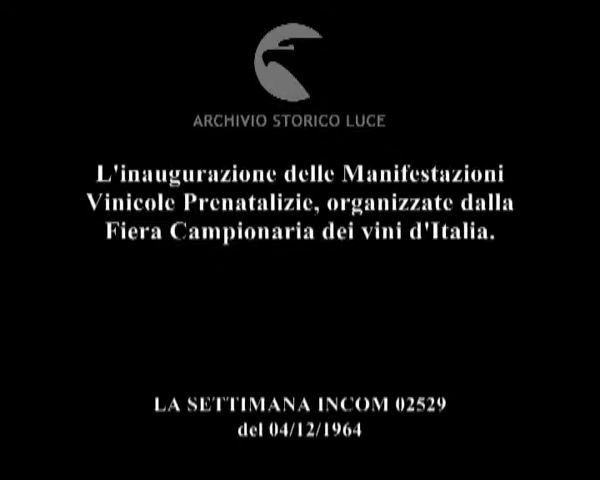 ARCHIVIO STORICO LUCE
L'inaugurazione delle Manifestazioni
Vinicole Prenatalizie, organizzate dalla
Fiera Campionaria dei vini d'Italia.
LA SETTIMANA INCOM 02529
del 04/12/1964